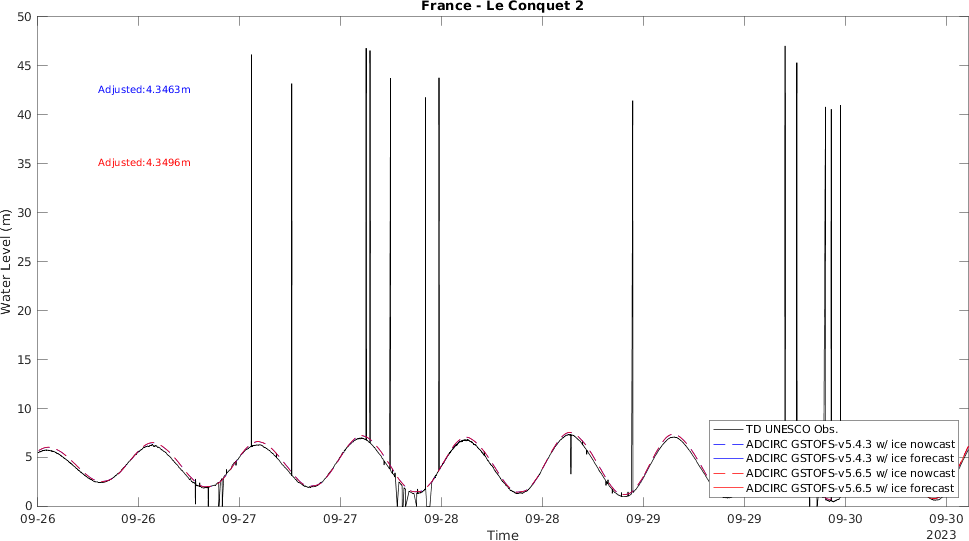 France - Le Conquet 2
50
45
40
35
30
25
20
15
10
5
0
Water Level (m)
Adjusted:4.3463m
Adjusted:4.3496m
TD UNESCO Obs.
ADCIRC GSTOFS-v5.4.3 w/ ice nowcast
ADCIRC GSTOFS-v5.4.3 w/ ice forecast
ADCIRC GSTOFS-v5.6.5 w/ ice nowcast
ADCIRC GSTOFS-v5.6.5 w/ ice forecast
09-26 09-26 09-27 09-27 09-28 09-28 09-29 09-29 09-30 09-30
Time
2023